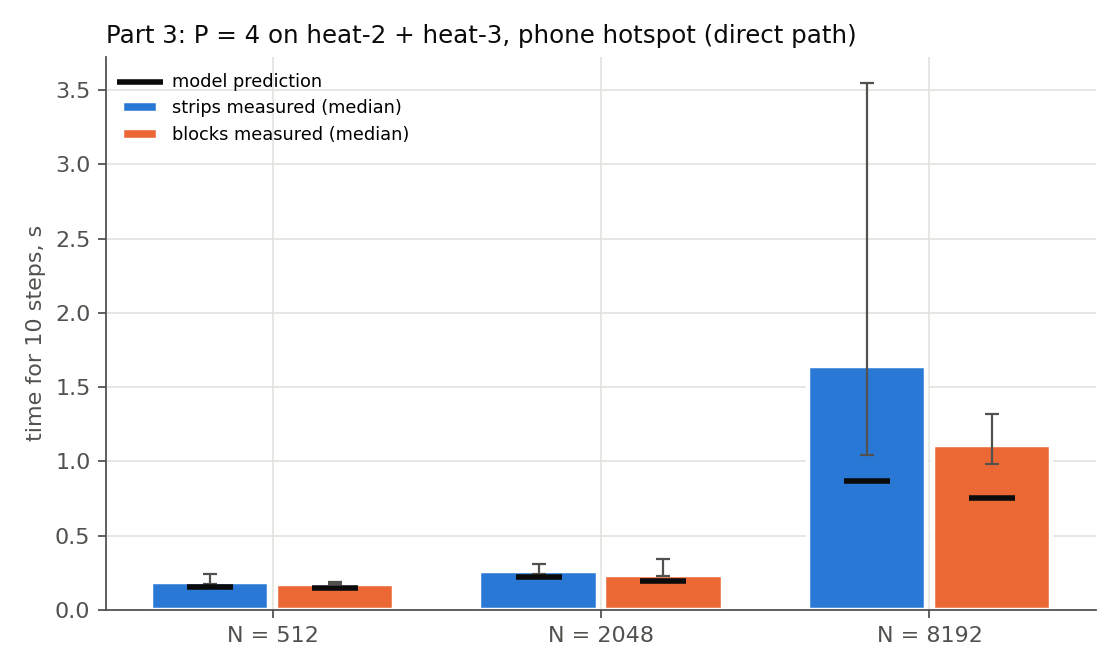 Part 3: P = 4 on heat-2 + heat-3, phone hotspot (direct path)
model prediction
strips measured (median)
blocks measured (median)
time for 10 steps, s
3.5
3.0
2.5
2.0
1.5
1.0
0.5
0.0
N = 512
N = 2048
N = 8192